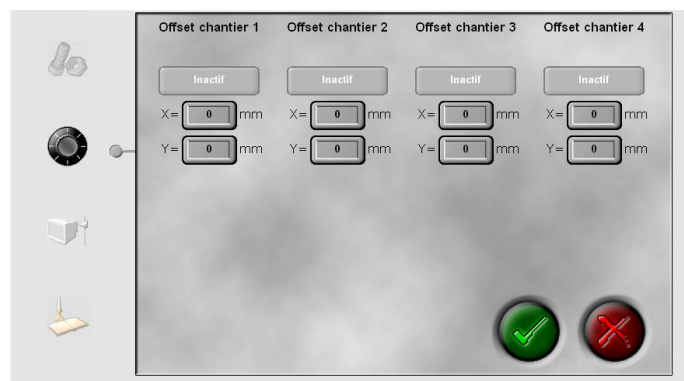 Offset chantier 1 Offset chantier 2 Offset chantier 3 Offset chantier 4
Inactif Inactif Inactif Inactif
X= 0 mm X= 0 mm X= 0 mm X= 0 mm
Y= 0 mm Y= 0 mm Y= 0 mm Y= 0 mm